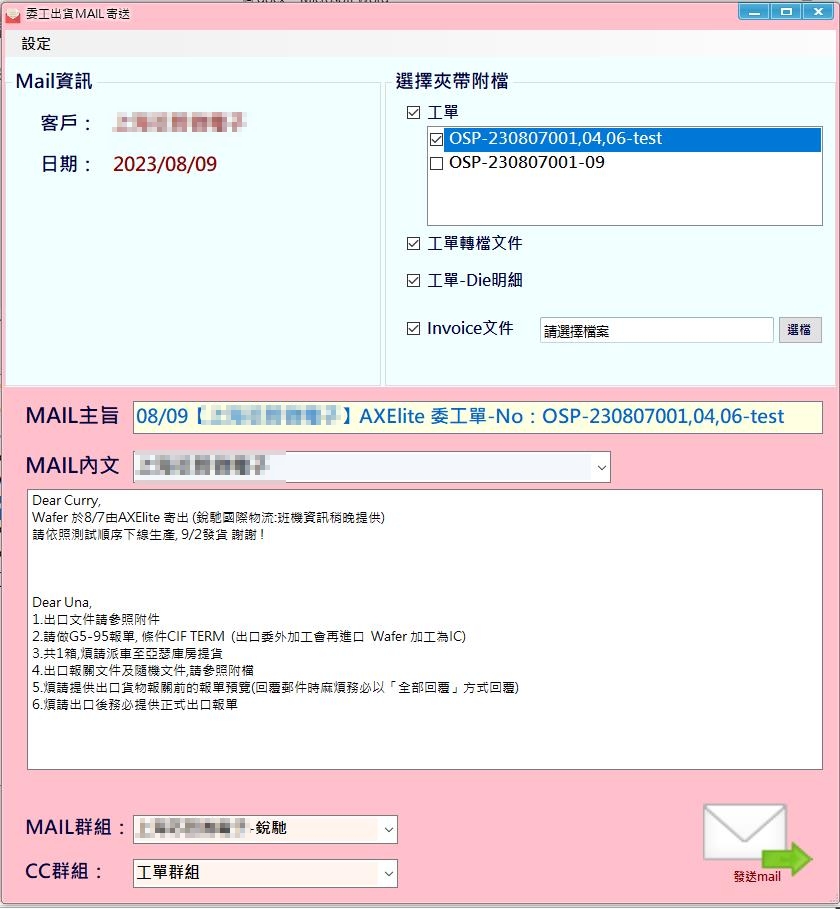 委工出貨MAIL寄送
設定
Mail資訊
客戶：
日期： 2023/08/09
選擇夾帶附檔
工單
OSP-230807001,04,06-test
OSP-230807001-09
工單轉檔文件
工單-Die明細
Invoice文件 請選擇檔案 選檔
MAIL主旨 08/09【 】AXElite 委工單-No：OSP-230807001,04,06-test
MAIL內文
Dear Curry,
Wafer 於8/7由AXElite 寄出 (銳馳國際物流:班機資訊稍晚提供)
請依照測試順序下線生產, 9/2發貨 謝謝 !
Dear Una,
1.出口文件請參照附件
2.請做G5-95報單, 條件CIF TERM (出口委外加工會再進口 Wafer 加工為IC)
3.共1箱,煩請派車至亞瑟庫房提貨
4.出口報關文件及隨機文件,請參照附檔
5.煩請提供出口貨物報關前的報單預覽(回覆郵件時麻煩務必以「全部回覆」方式回覆)
6.煩請出口後務必提供正式出口報單
MAIL群組： -銳馳
CC群組： 工單群組
發送mail